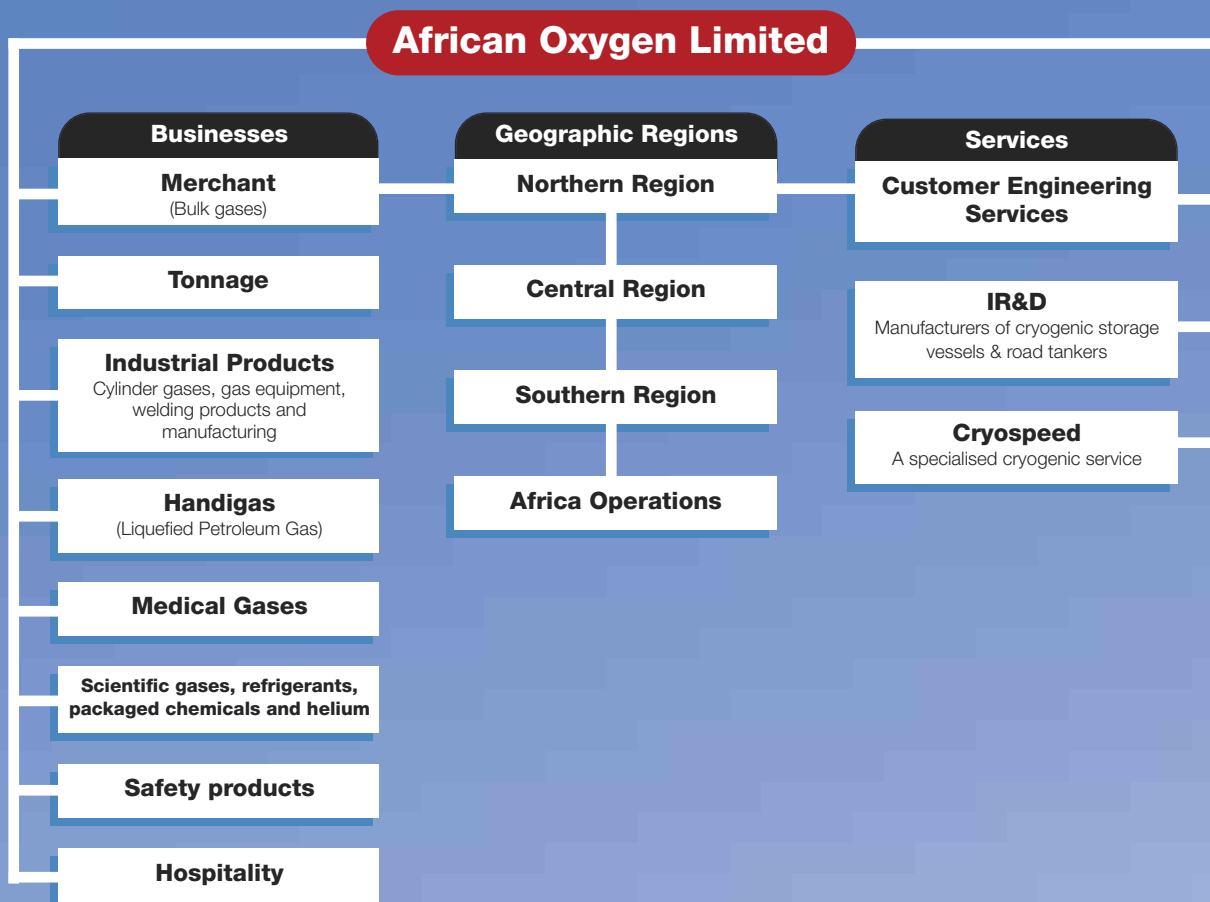 African Oxygen Limited
Businesses
Merchant
(Bulk gases)
Tonnage
Industrial Products
Cylinder gases, gas equipment,
welding products and
manufacturing
Handigas
(Liquefied Petroleum Gas)
Medical Gases
Scientific gases, refrigerants,
packaged chemicals and helium
Safety products
Hospitality
Geographic Regions
Northern Region
Central Region
Southern Region
Africa Operations
Services
Customer Engineering
Services
IR&D
Manufacturers of cryogenic storage
vessels & road tankers
Cryospeed
A specialised cryogenic service